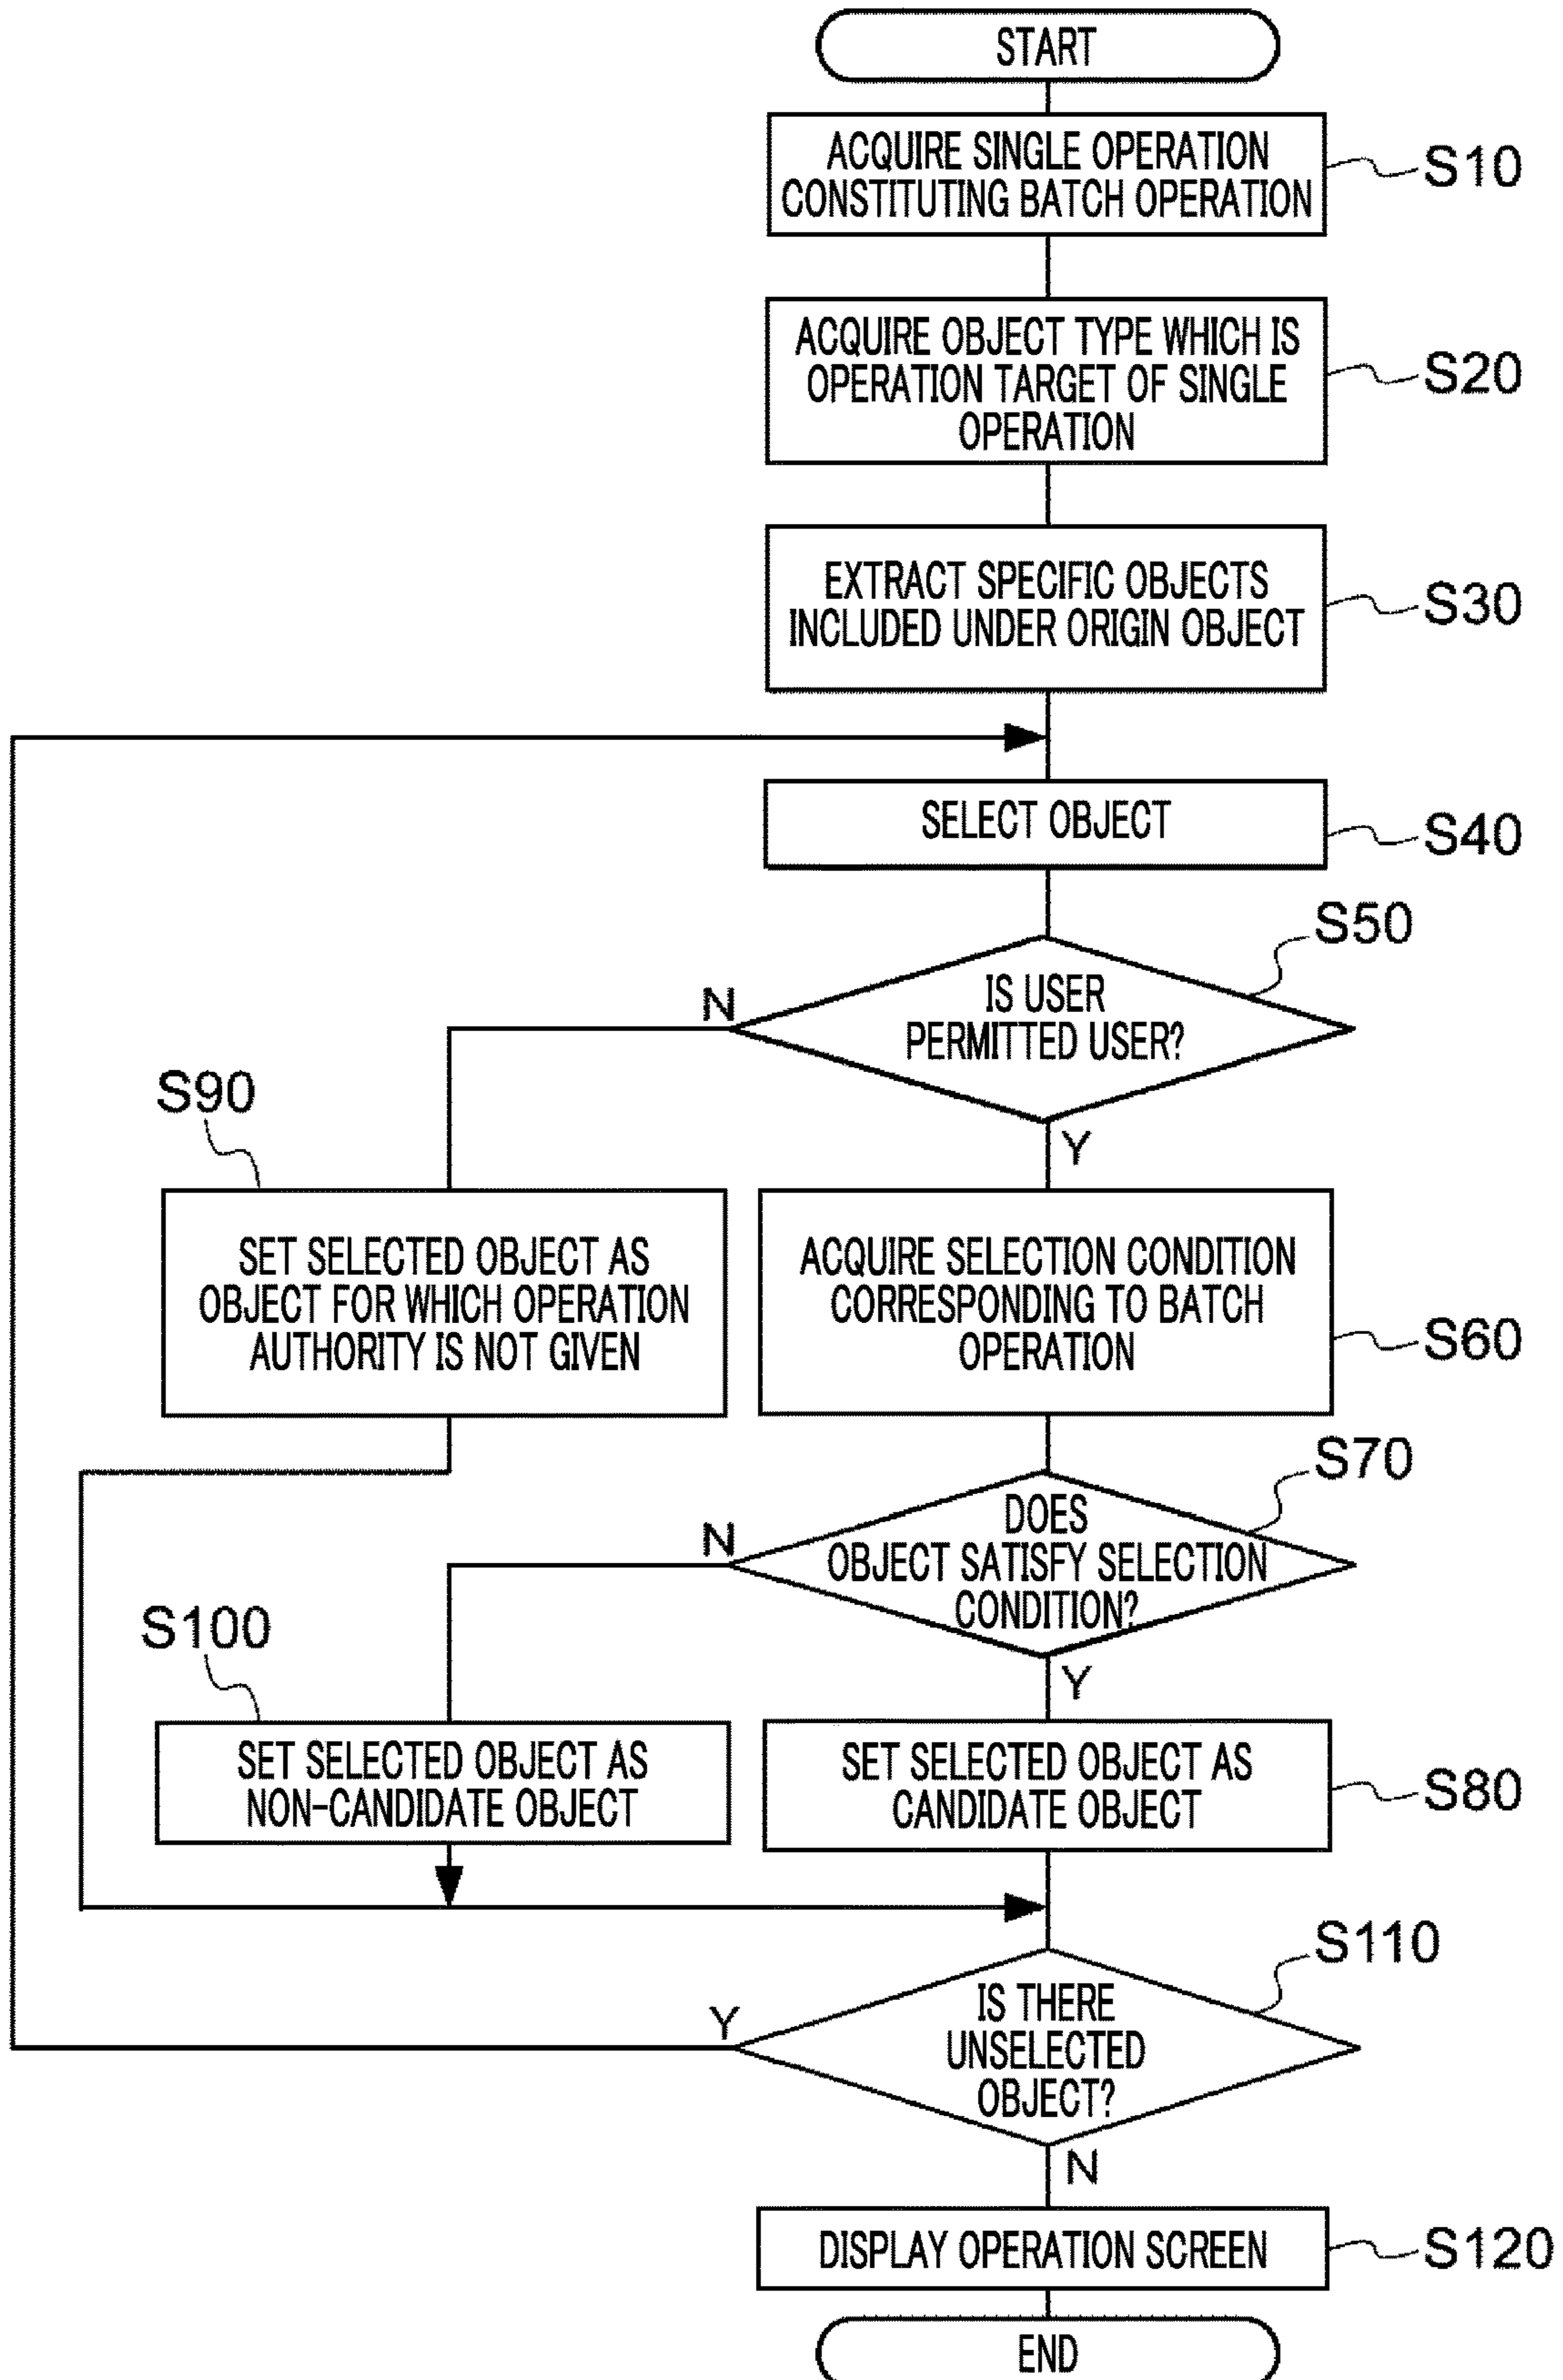 START
ACQUIRE SINGLE OPERATION
CONSTITUTING BATCH OPERATION
S10
ACQUIRE OBJECT TYPE WHICH IS
OPERATION TARGET OF SINGLE
OPERATION
S20
EXTRACT SPECIFIC OBJECTS
INCLUDED UNDER ORIGIN OBJECT
S30
SELECT OBJECT
S40
S50
IS USER
PERMITTED USER?
N
Y
S90
SET SELECTED OBJECT AS
OBJECT FOR WHICH OPERATION
AUTHORITY IS NOT GIVEN
ACQUIRE SELECTION CONDITION
CORRESPONDING TO BATCH
OPERATION
S60
S70
DOES
OBJECT SATISFY SELECTION
CONDITION?
N
Y
S100
SET SELECTED OBJECT AS
NON-CANDIDATE OBJECT
SET SELECTED OBJECT AS
CANDIDATE OBJECT
S80
S110
IS THERE
UNSELECTED
OBJECT?
Y
N
DISPLAY OPERATION SCREEN
S120
END